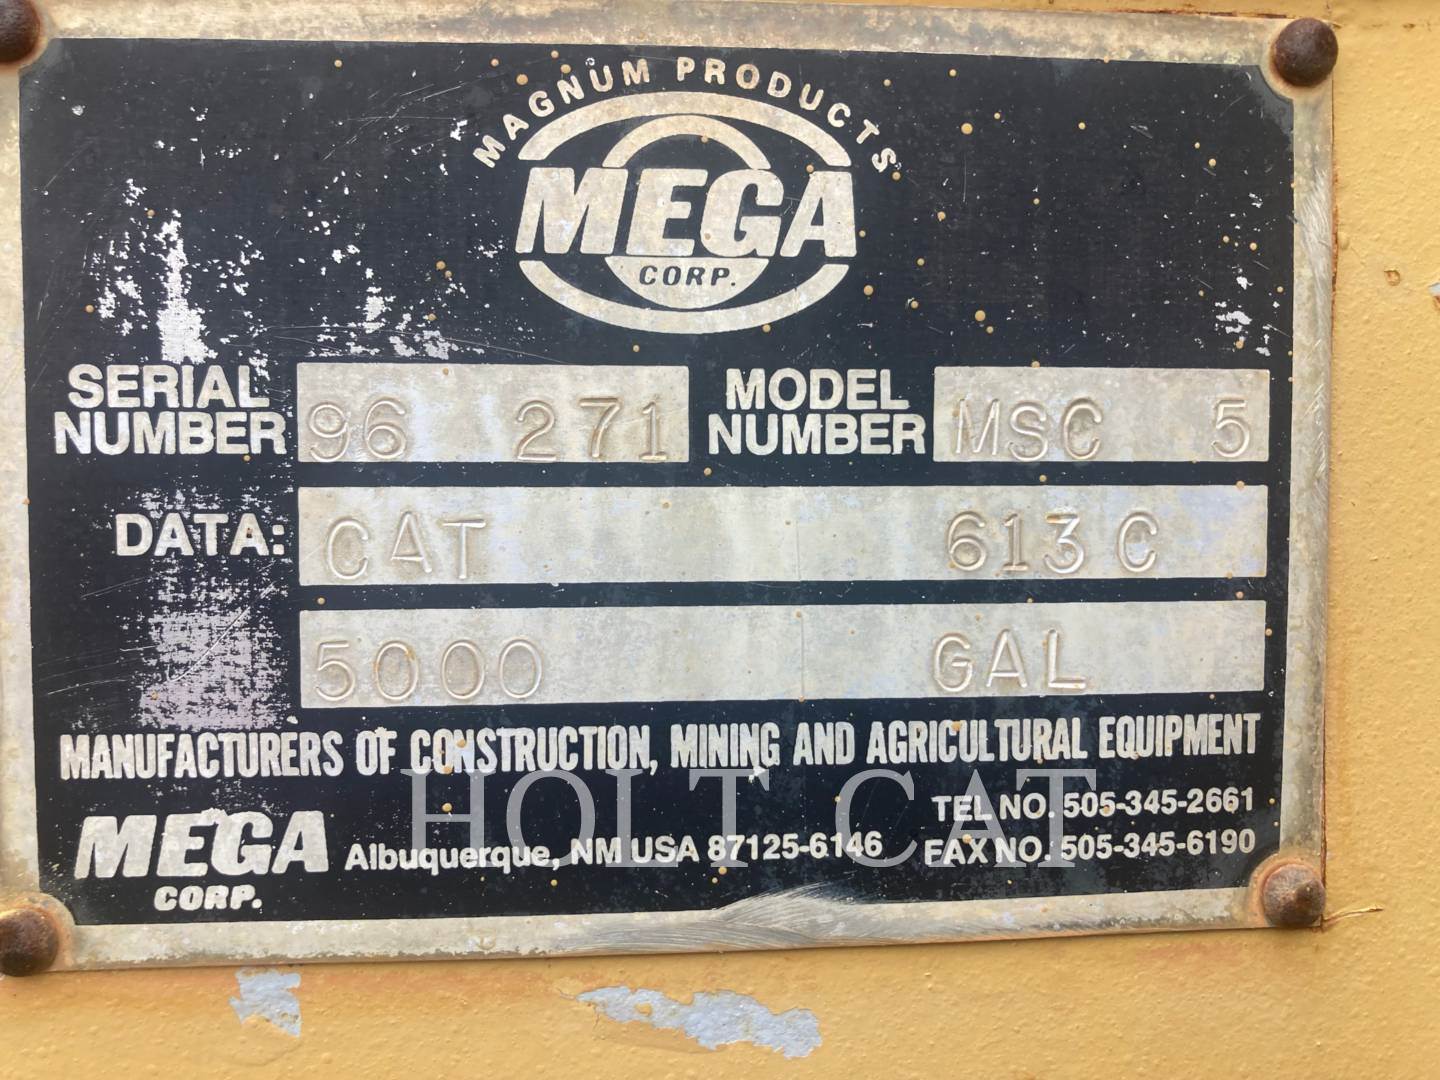 MAGNUM PRODUCTS
MEGA
CORP.
SERIAL NUMBER 96 271 MODEL NUMBER MSC 5
DATA: CAT 613 C
5000 GAL
MANUFACTURERS OF CONSTRUCTION, MINING AND AGRICULTURAL EQUIPMENT
HOLT CAT
TEL NO. 505-345-2661
MEGA CORP. Albuquerque, NM USA 87125-6146 FAX NO. 505-345-6190